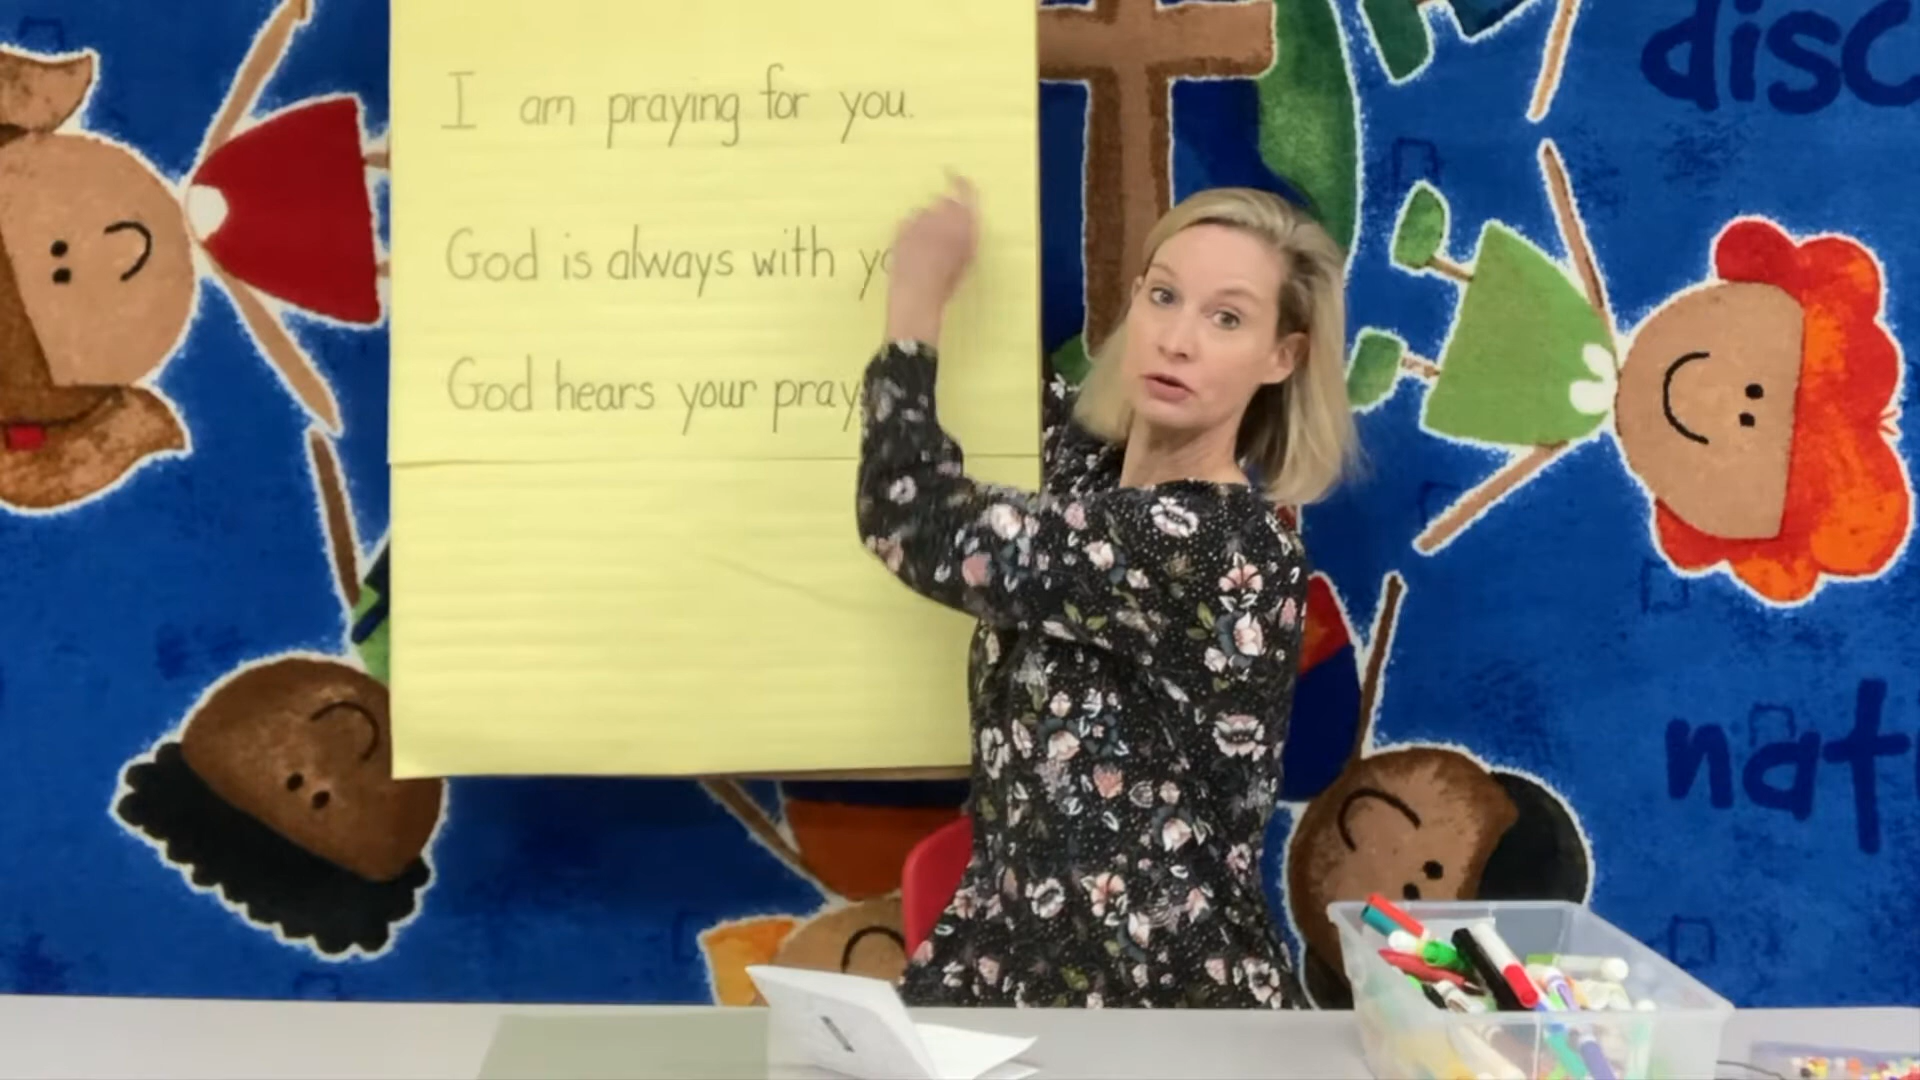 I am praying for you.
God is always with
God hears your
disc
nat